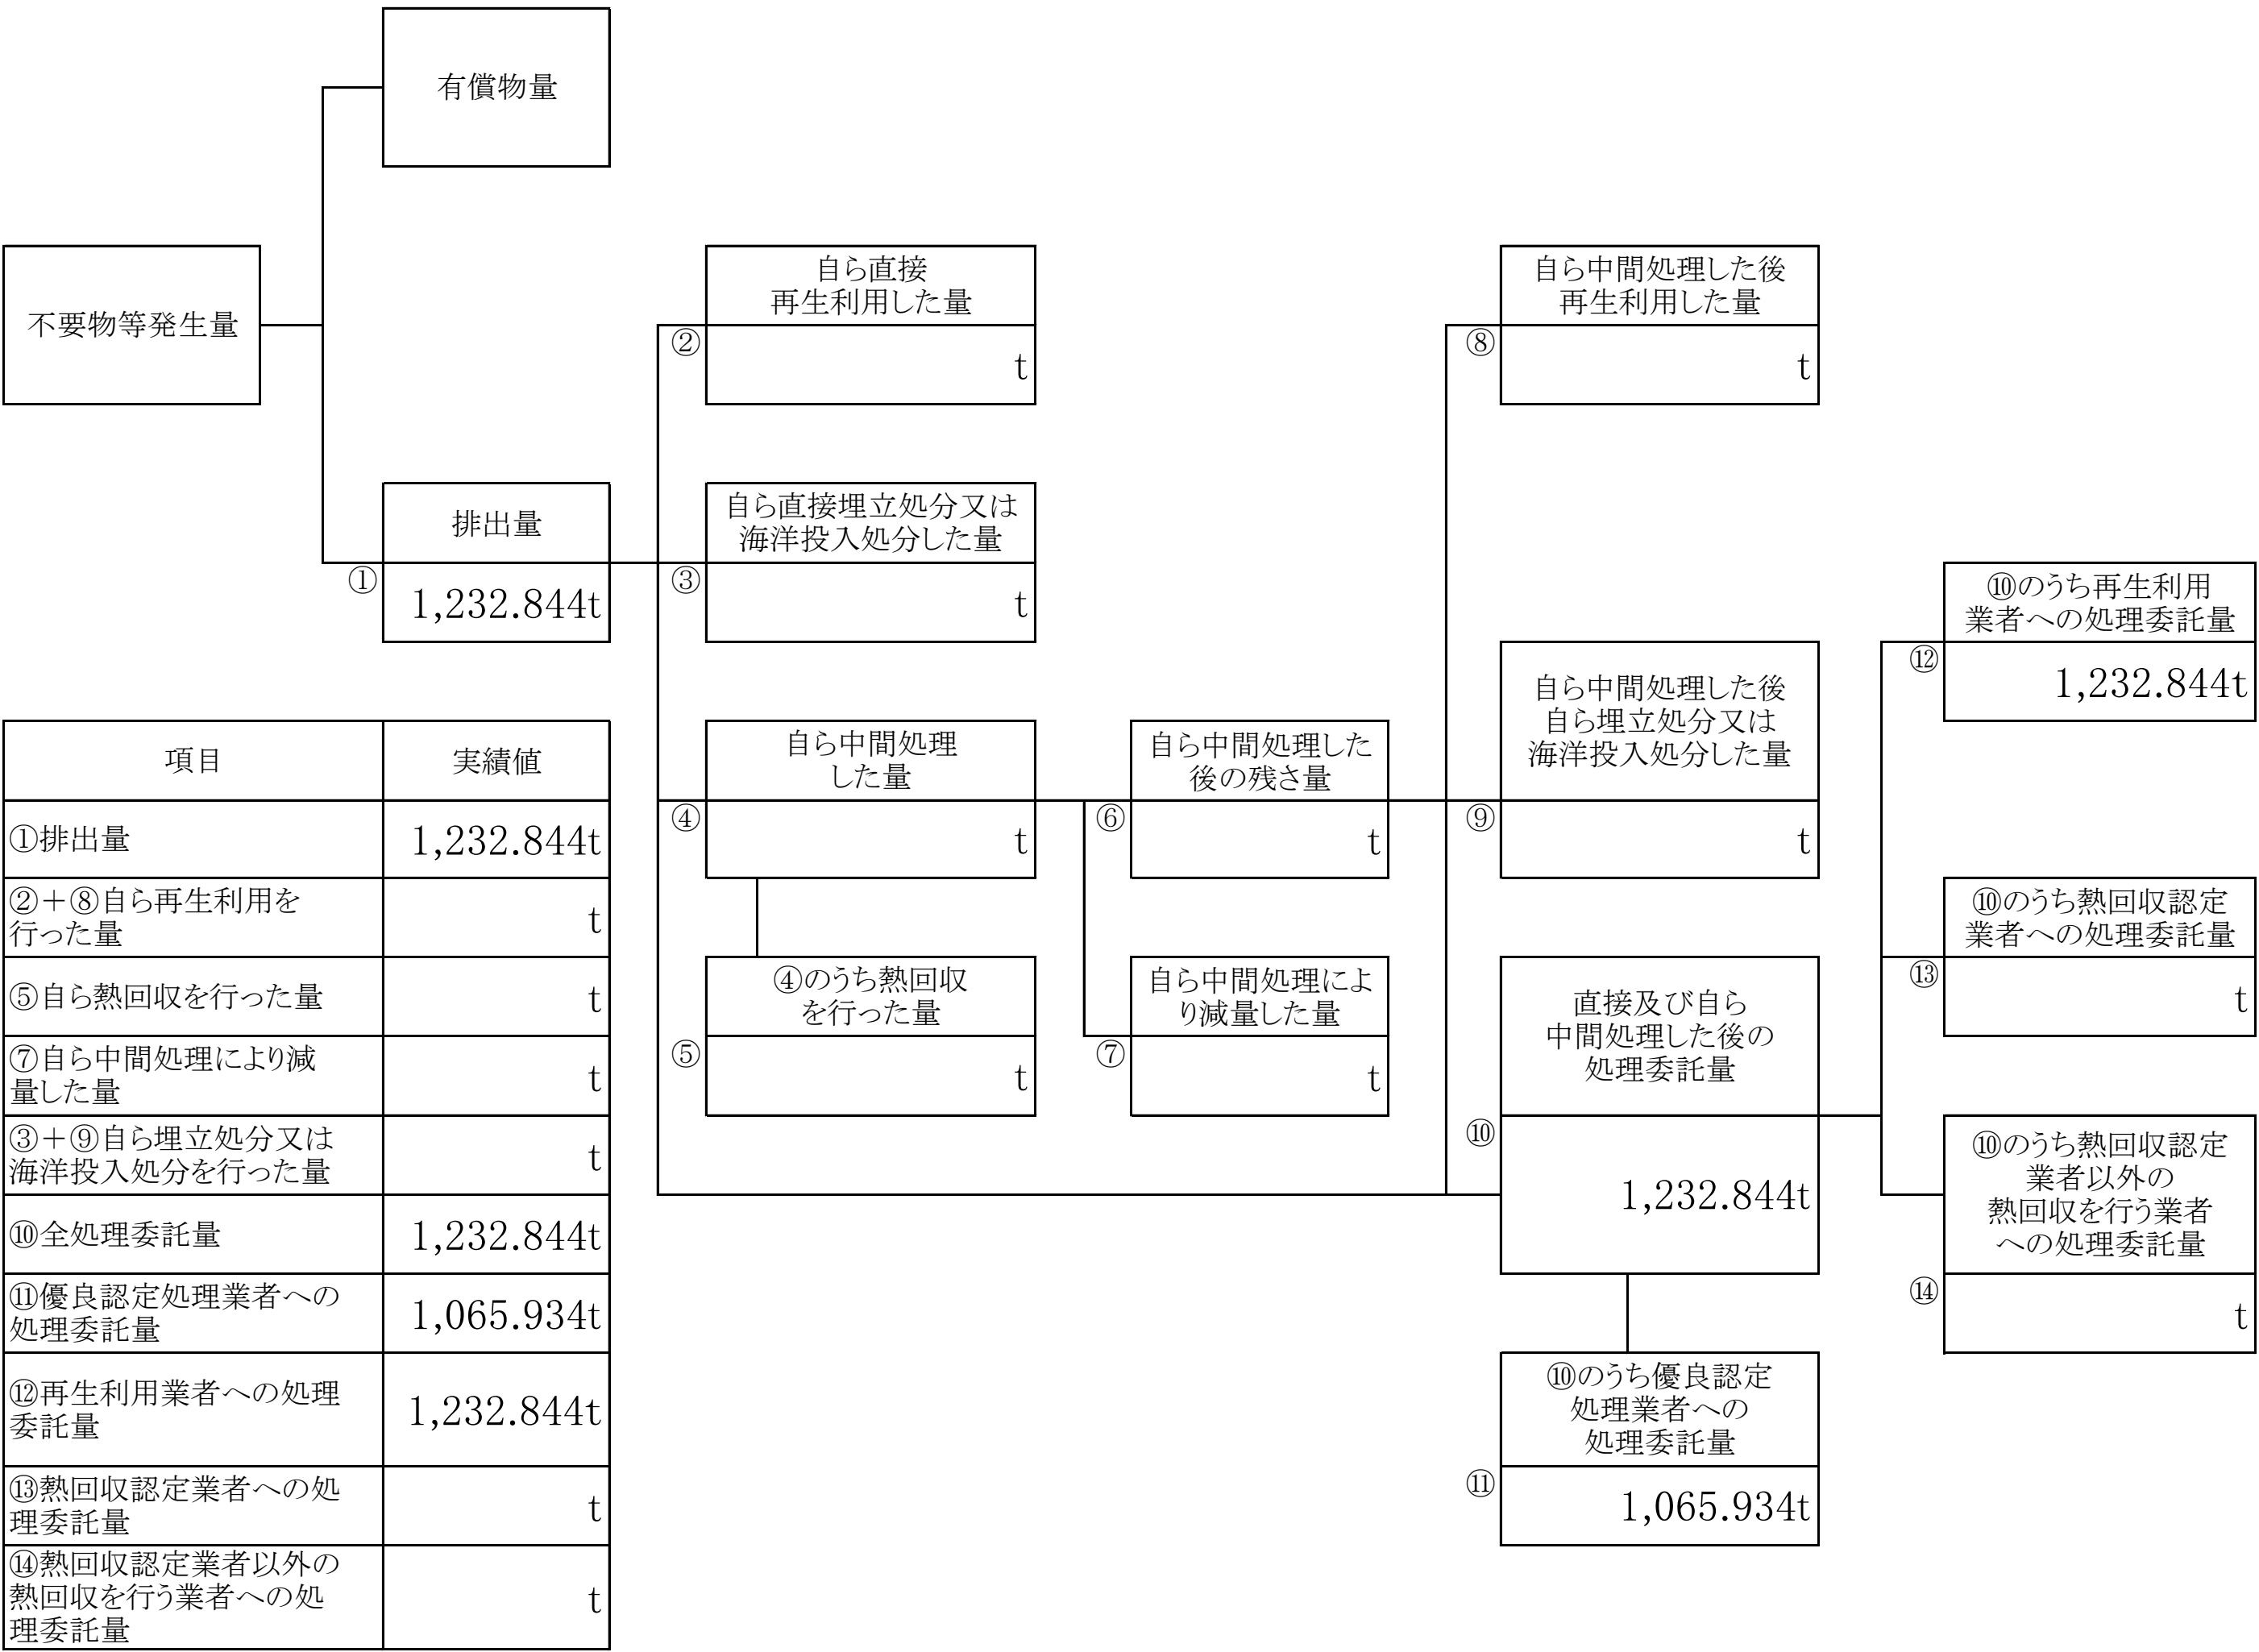 有償物量
不要物等発生量
自ら直接
再生利用した量
②
t
自ら中間処理した後
再生利用した量
⑧
t
排出量
①
1,232.844t
自ら直接埋立処分又は
海洋投入処分した量
③
t
⑩のうち再生利用
業者への処理委託量
⑫
1,232.844t
自ら中間処理
した量
④
t
自ら中間処理した
後の残さ量
⑥
t
自ら中間処理した後
自ら埋立処分又は
海洋投入処分した量
⑨
t
⑩のうち熱回収認定
業者への処理委託量
⑬
t
④のうち熱回収
を行った量
⑤
t
自ら中間処理によ
り減量した量
⑦
t
直接及び自ら
中間処理した後の
処理委託量
⑩
1,232.844t
⑩のうち熱回収認定
業者以外の
熱回収を行う業者
への処理委託量
⑭
t
⑩のうち優良認定
処理業者への
処理委託量
⑪
1,065.934t
項目
実績値
①排出量
1,232.844t
②+⑧自ら再生利用を
行った量
t
⑤自ら熱回収を行った量
t
⑦自ら中間処理により減
量した量
t
③+⑨自ら埋立処分又は
海洋投入処分を行った量
t
⑩全処理委託量
1,232.844t
⑪優良認定処理業者への
処理委託量
1,065.934t
⑫再生利用業者への処理
委託量
1,232.844t
⑬熱回収認定業者への処
理委託量
t
⑭熱回収認定業者以外の
熱回収を行う業者への処
理委託量
t